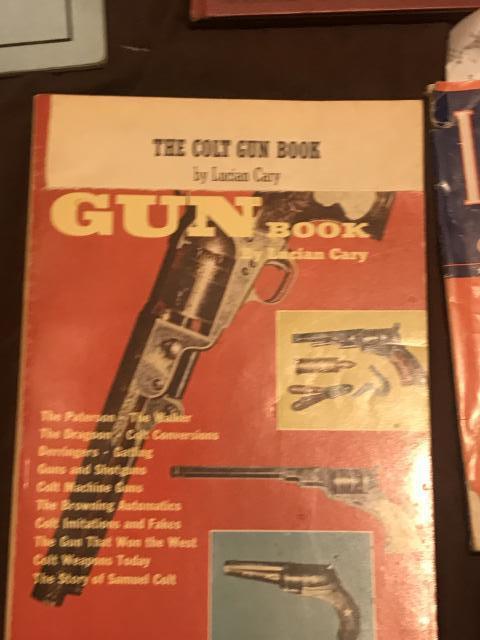 THE COLT GUN BOOK
by Lucian Cary
GUN BOOK
by Lucian Cary
The Paterson - The Walker
The Dragoon - Colt Conversions
Derringers - Gatling
Guns and Shotguns
Colt Machine Guns
The Browning Automatics
Colt Imitations and Fakes
The Gun That Won the West
Colt Weapons Today
The Story of Samuel Colt